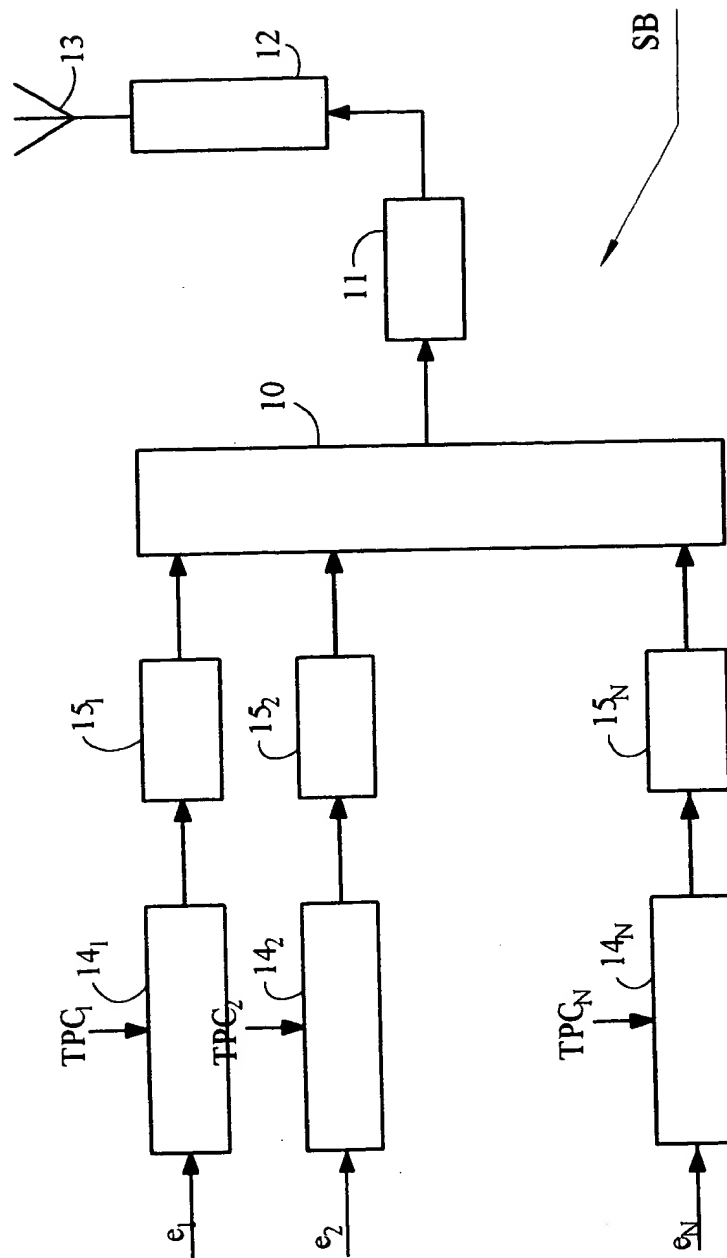 13
12
SB
11
10
15₁
15₂
15_N
TPC₁
14₁
TPC₂
14₂
TPC_N
14_N
e₁
e₂
e_N